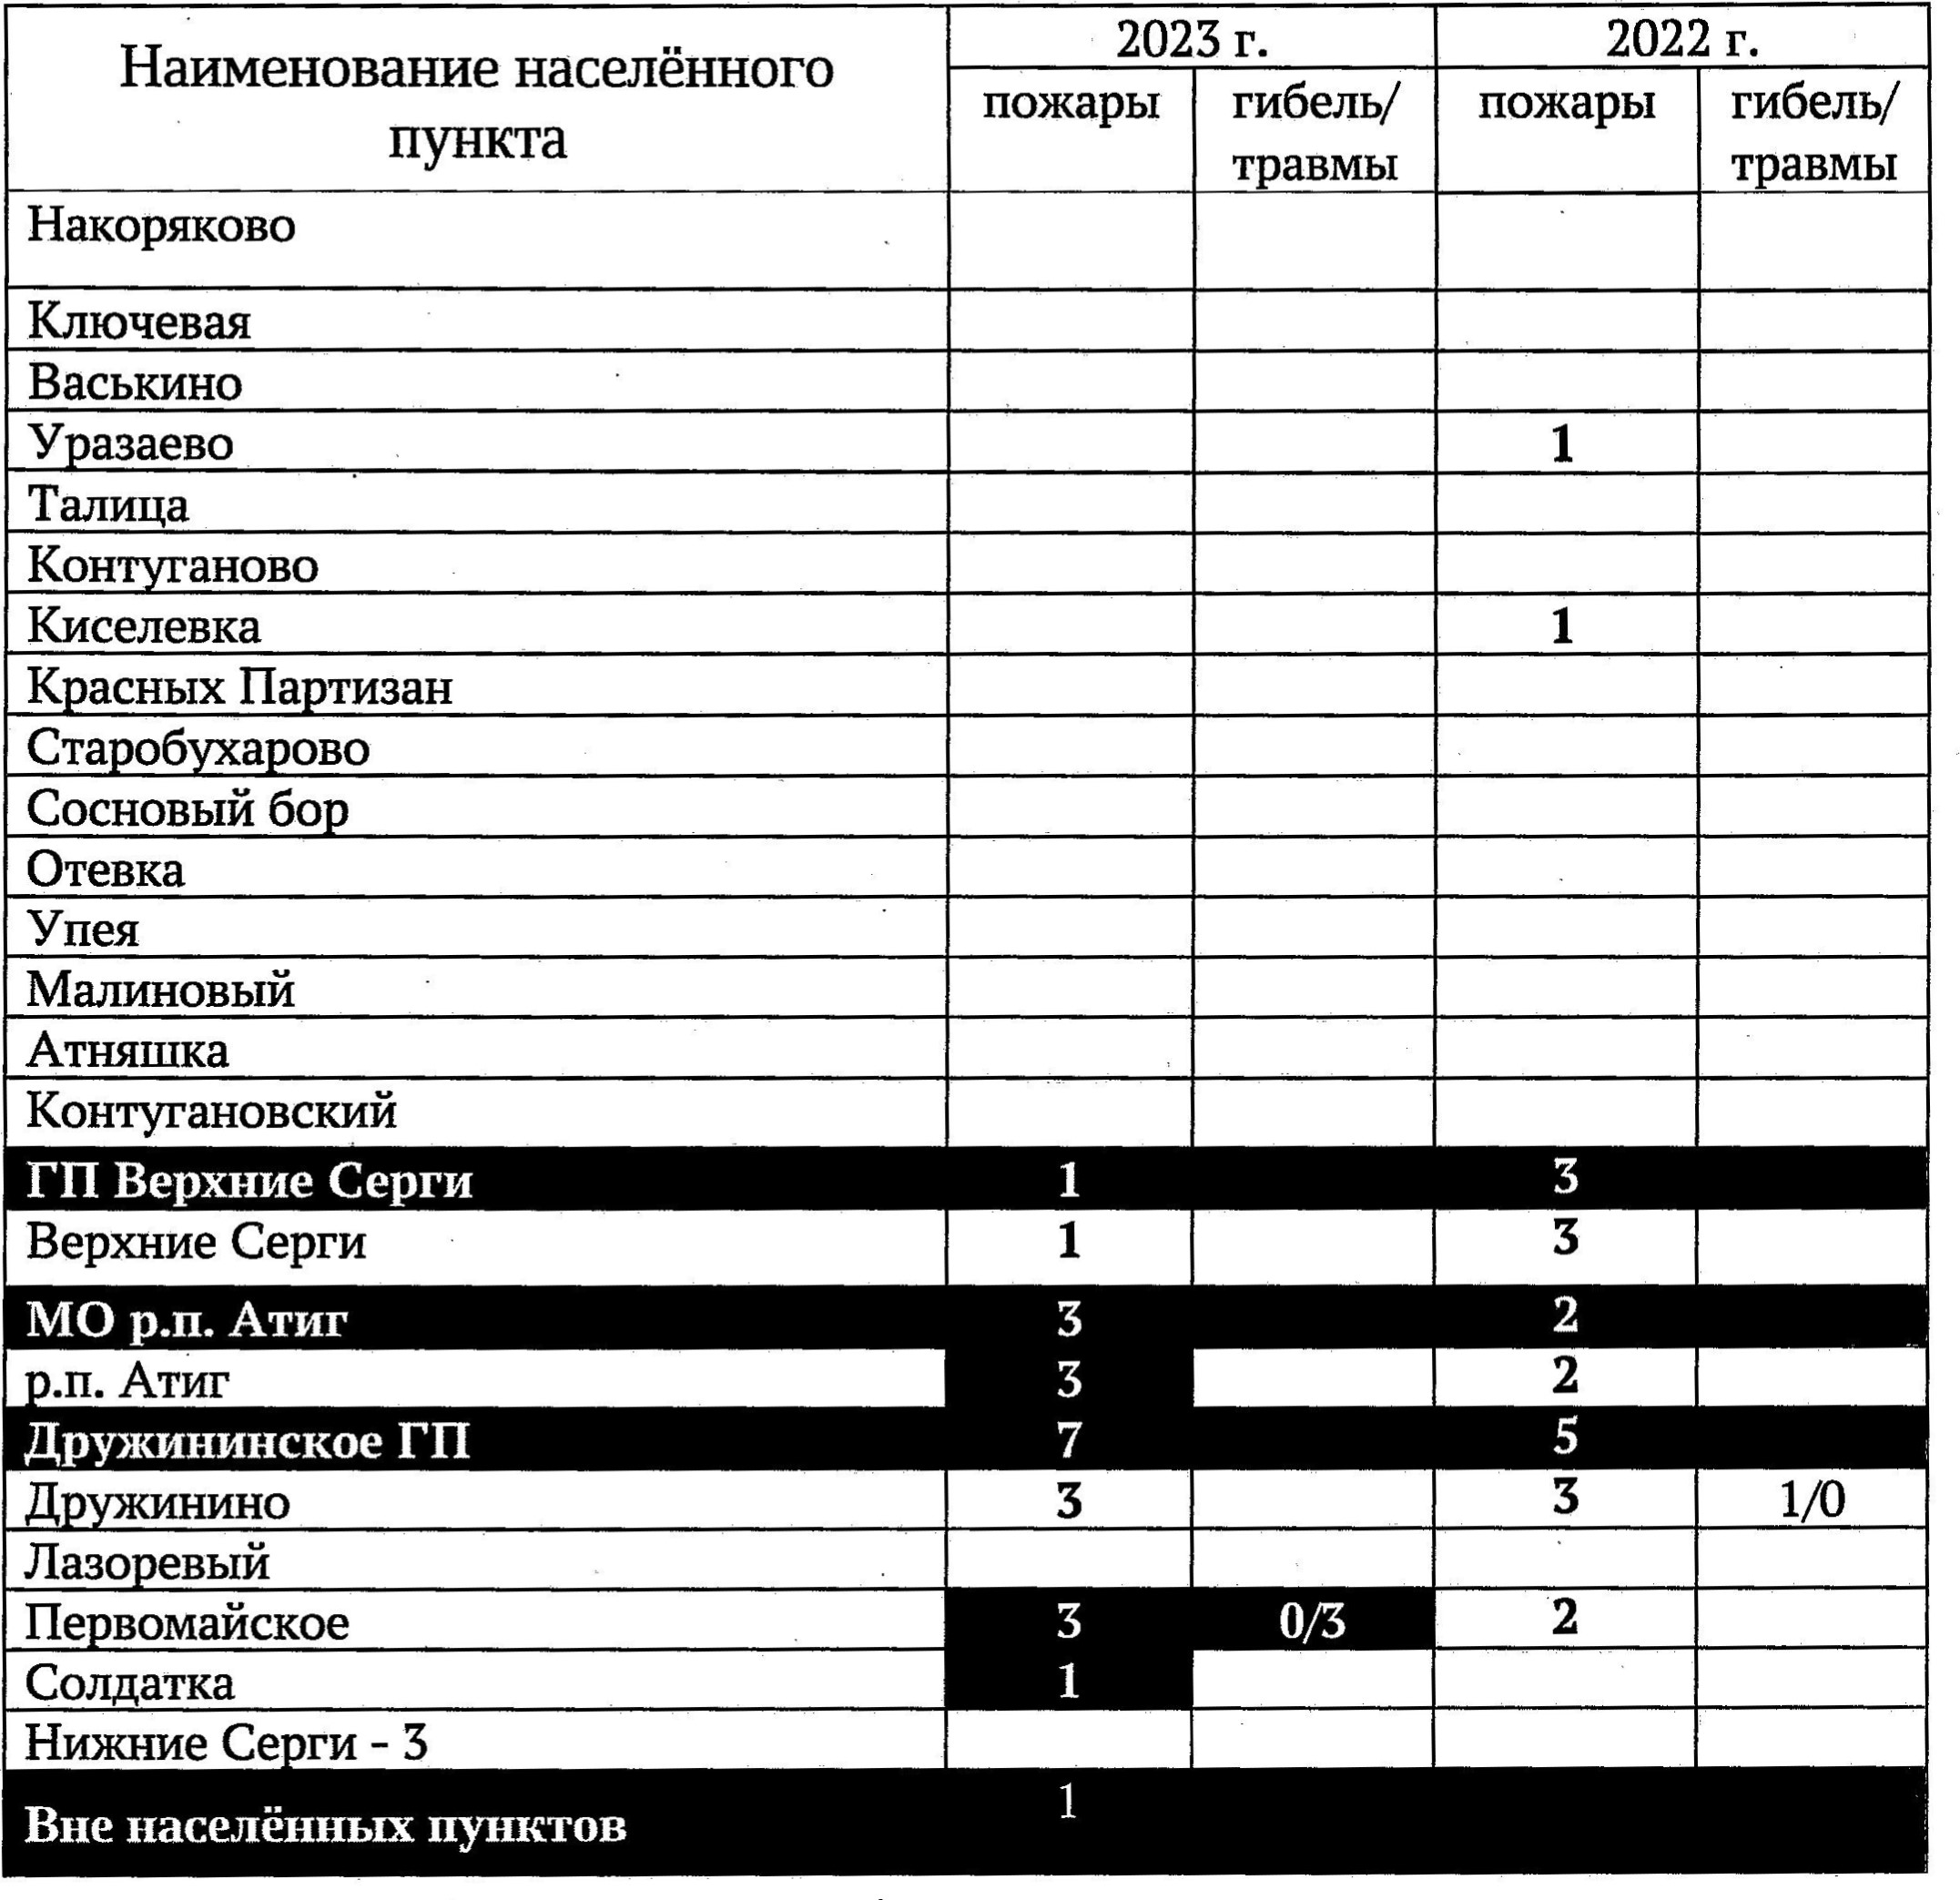 Наименование населённого пункта
2023 г.
2022 г.
пожары
гибель/
травмы
пожары
гибель/
травмы
Накоряково
Ключевая
Васькино
Уразаево 1
Талица
Контуганово
Киселевка 1
Красных Партизан
Старобухарово
Сосновый бор
Отевка
Упея
Малиновый
Атняшка
Контугановский
ГП Верхние Серги 1 3
Верхние Серги 1 3
МО р.п. Атиг 3 2
р.п. Атиг 3 2
Дружининское ГП 7 5
Дружинино 3 3 1/0
Лазоревый
Первомайское 3 0/3 2
Солдатка 1
Нижние Серги - 3
Вне населённых пунктов 1